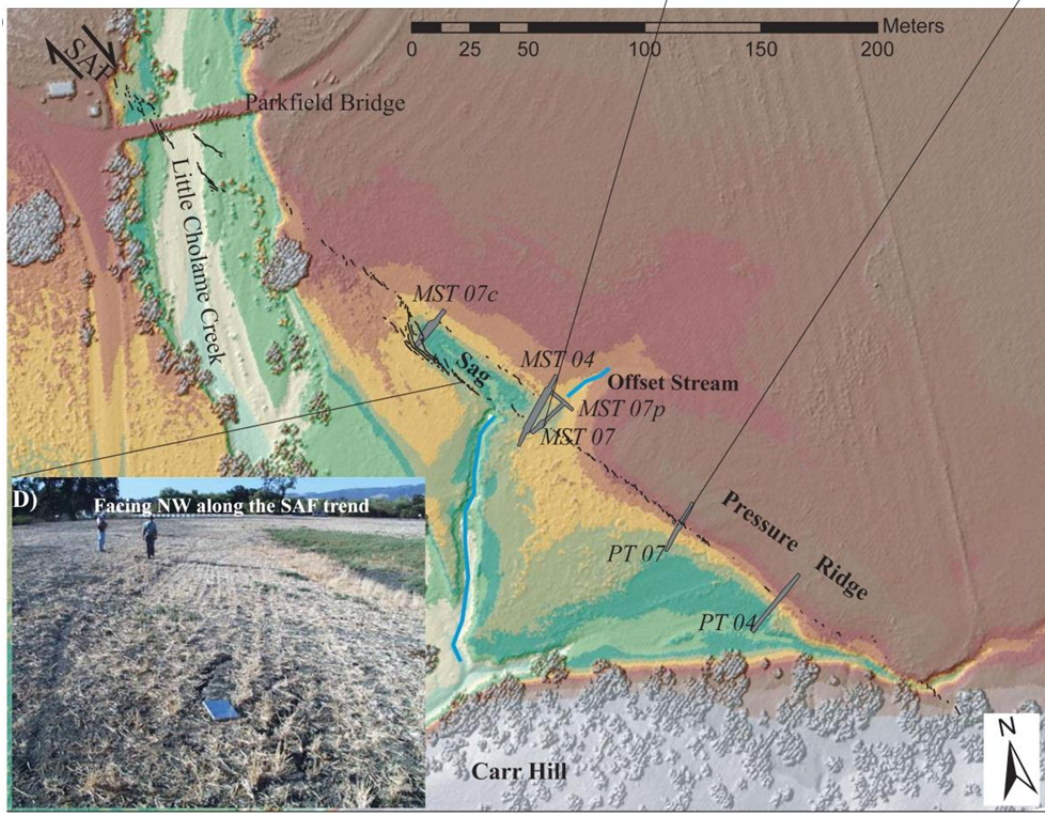 Meters
0 25 50 100 150 200
SAF
Parkfield Bridge
Little Cholame Creek
MST 07c
Sag
MST 04
Offset Stream
MST 07p
MST 07
Pressure Ridge
PT 07
PT 04
D)
Facing NW along the SAF trend
Carr Hill
N